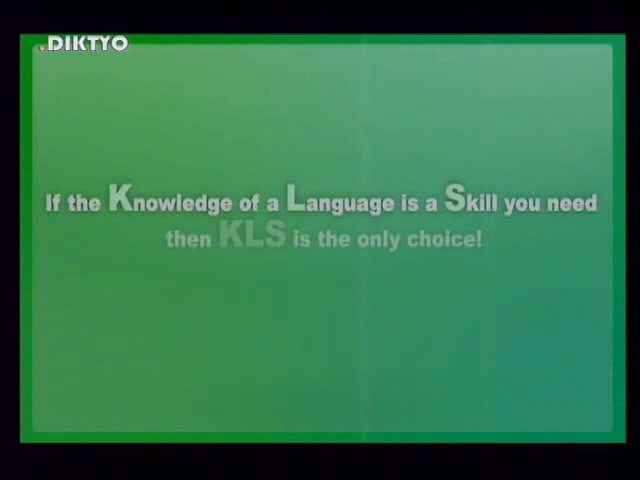 .DIKTYO
If the Knowledge of a Language is a Skill you need
then KLS is the only choice!